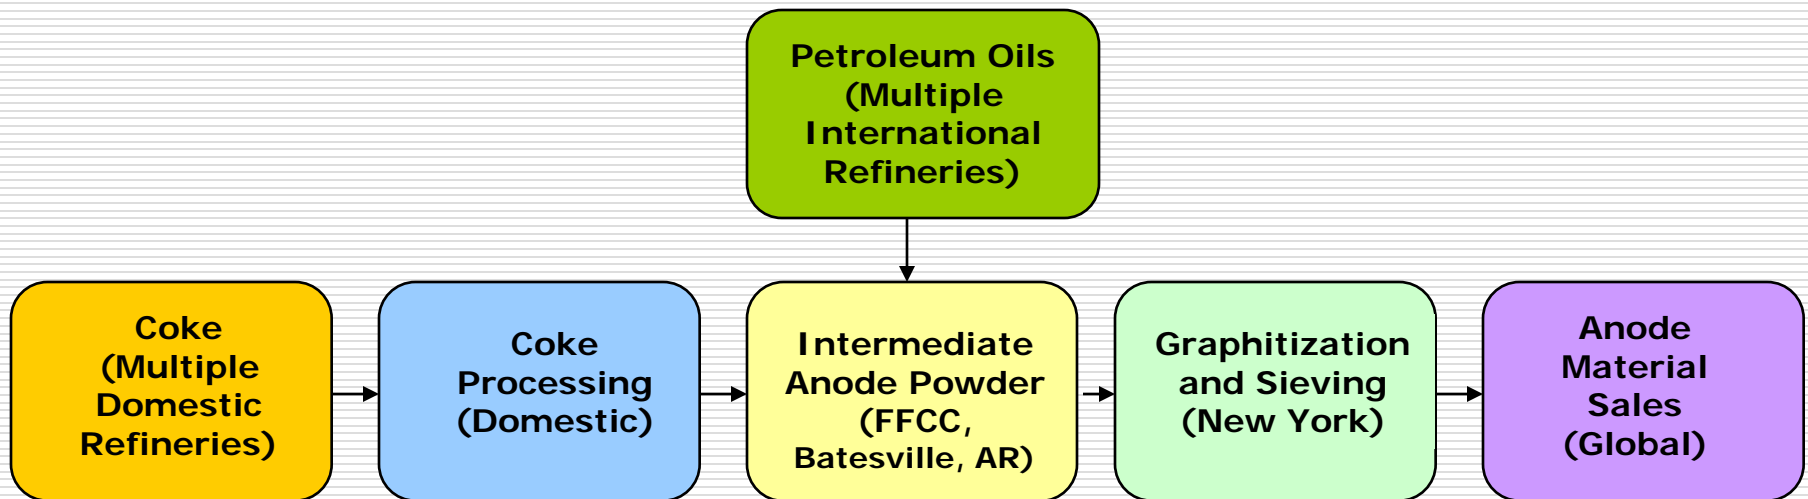 Petroleum Oils
(Multiple
International
Refineries)
Coke
(Multiple
Domestic
Refineries)
Coke
Processing
(Domestic)
Intermediate
Anode Powder
(FFCC,
Batesville, AR)
Graphitization
and Sieving
(New York)
Anode
Material
Sales
(Global)